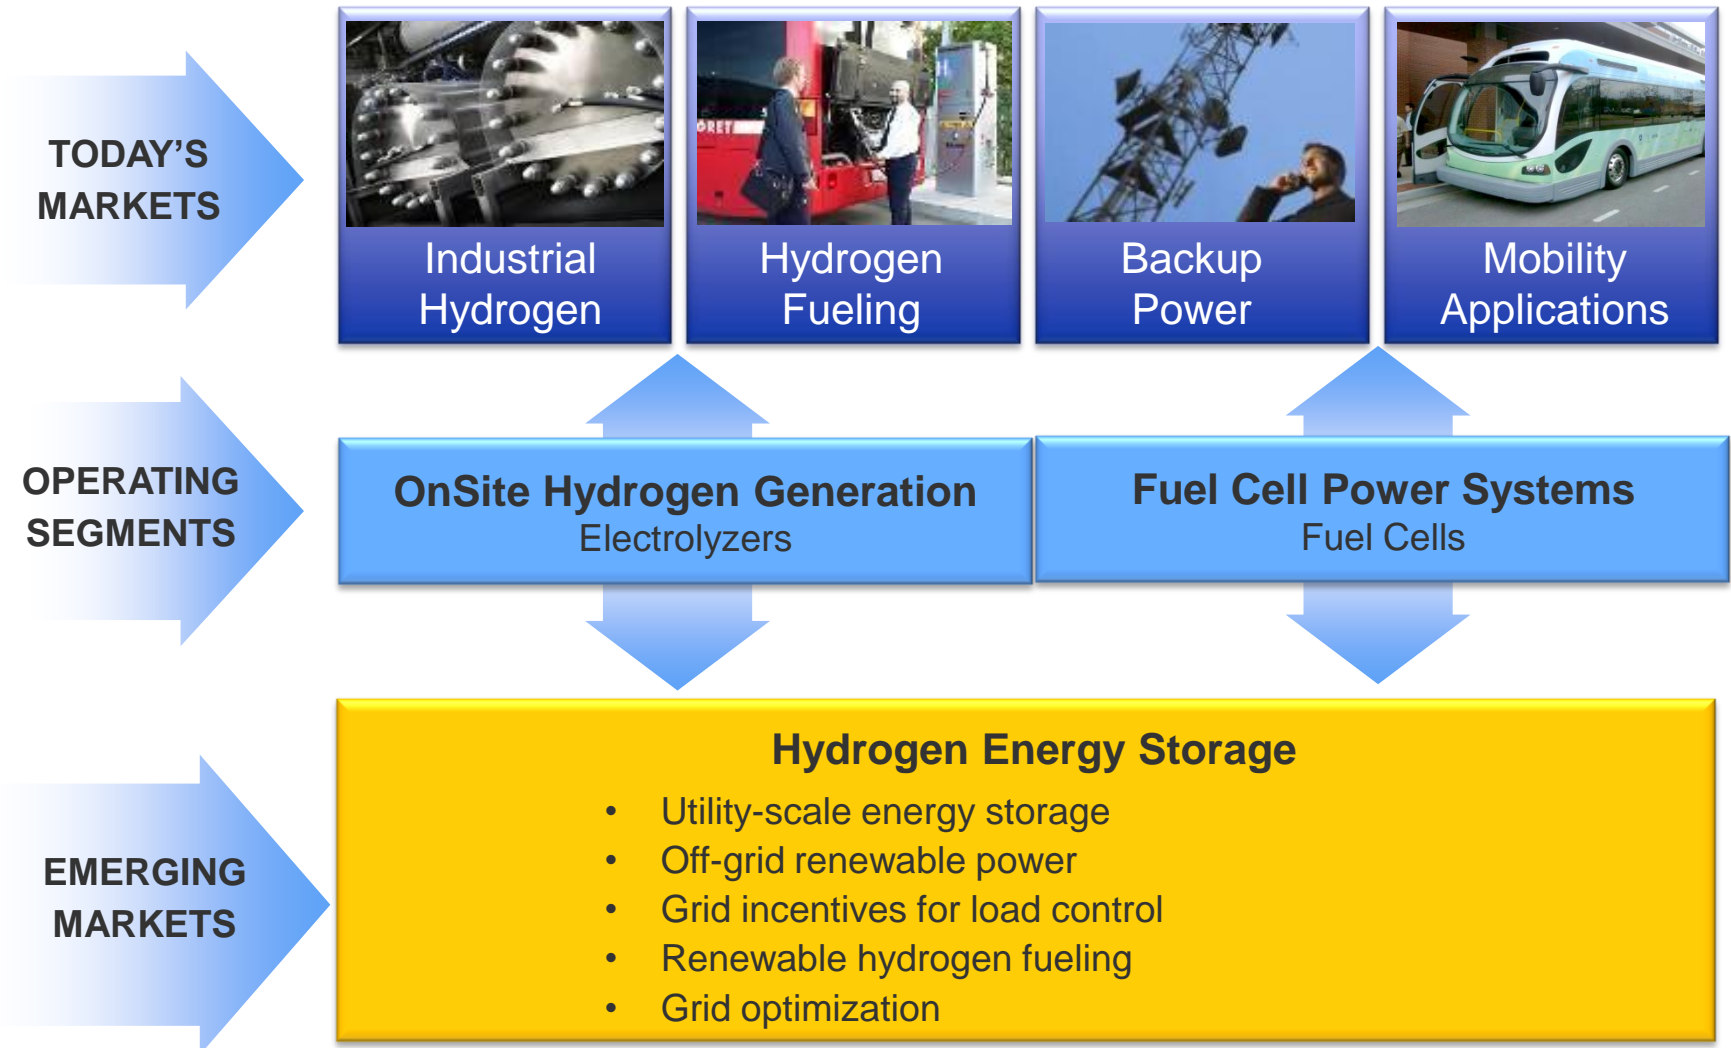 TODAY'S
MARKETS
Industrial
Hydrogen
Hydrogen
Fueling
Backup
Power
Mobility
Applications
OPERATING
SEGMENTS
OnSite Hydrogen Generation
Electrolyzers
Fuel Cell Power Systems
Fuel Cells
EMERGING
MARKETS
Hydrogen Energy Storage
• Utility-scale energy storage
• Off-grid renewable power
• Grid incentives for load control
• Renewable hydrogen fueling
• Grid optimization